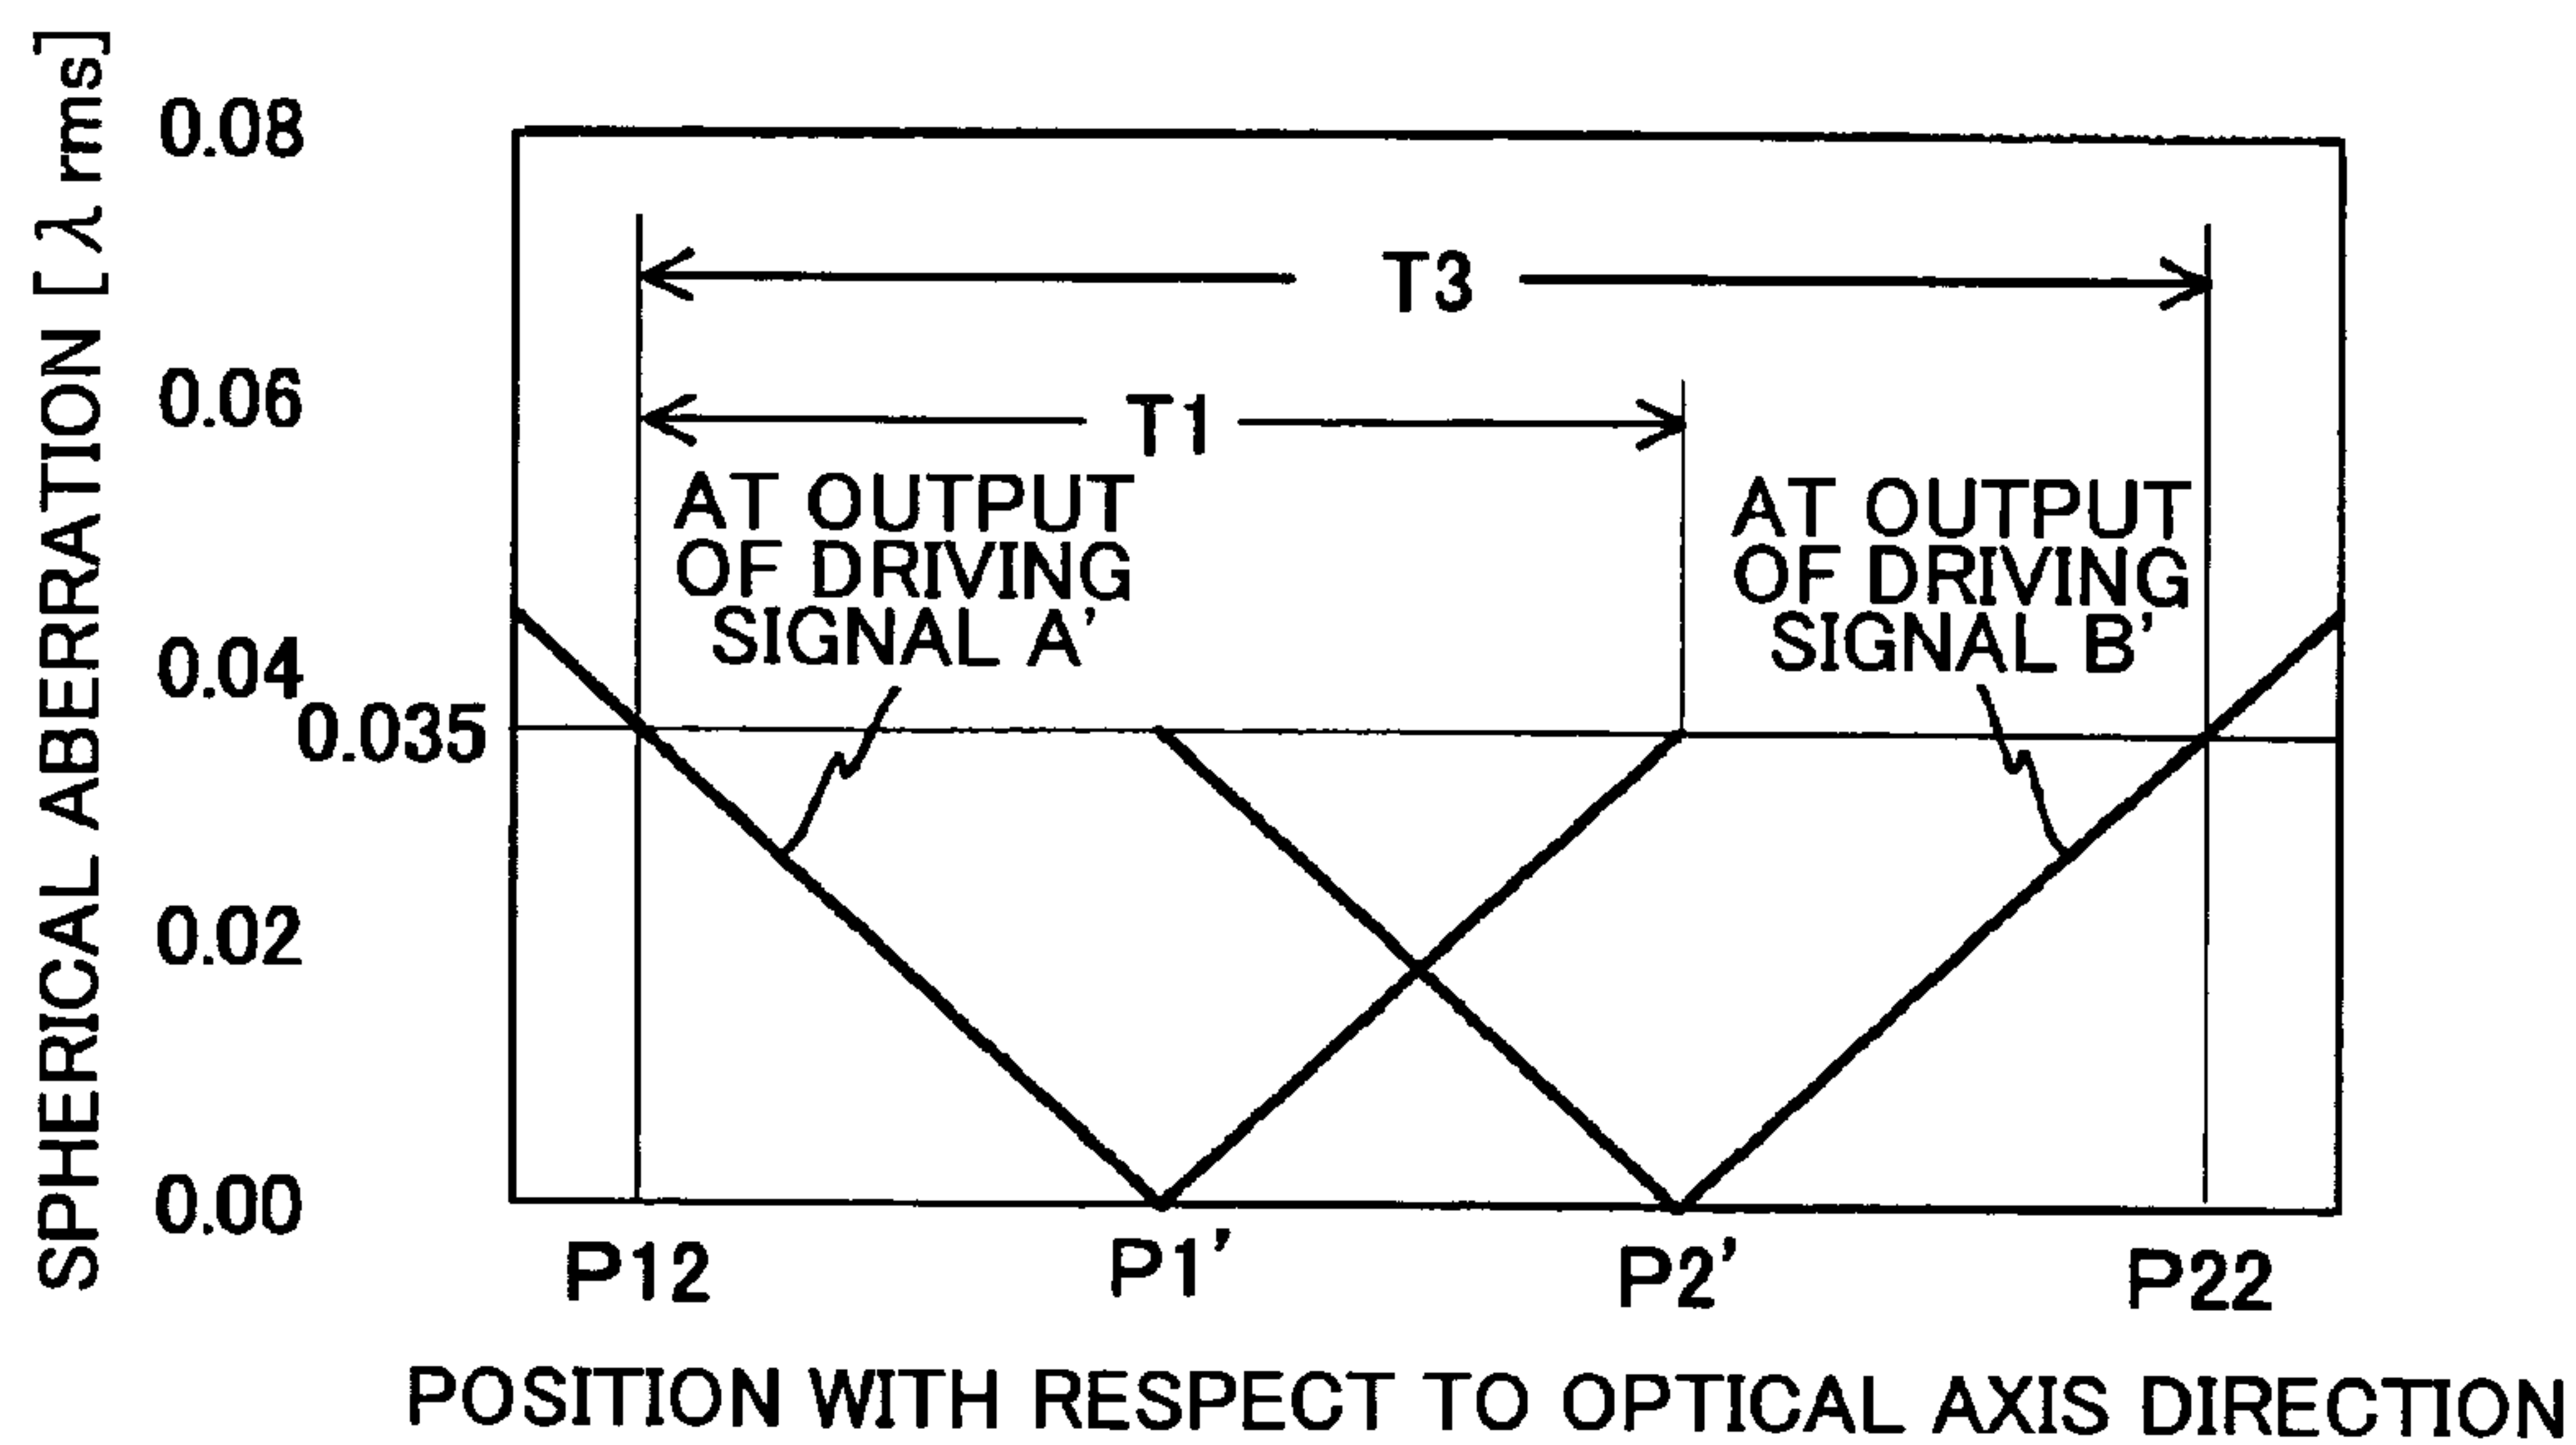 SPHERICAL ABERRATION [λrms]
0.08
0.06
0.04
0.035
0.02
0.00
T3
T1
AT OUTPUT
OF DRIVING
SIGNAL A'
AT OUTPUT
OF DRIVING
SIGNAL B'
P12
P1'
P2'
P22
POSITION WITH RESPECT TO OPTICAL AXIS DIRECTION